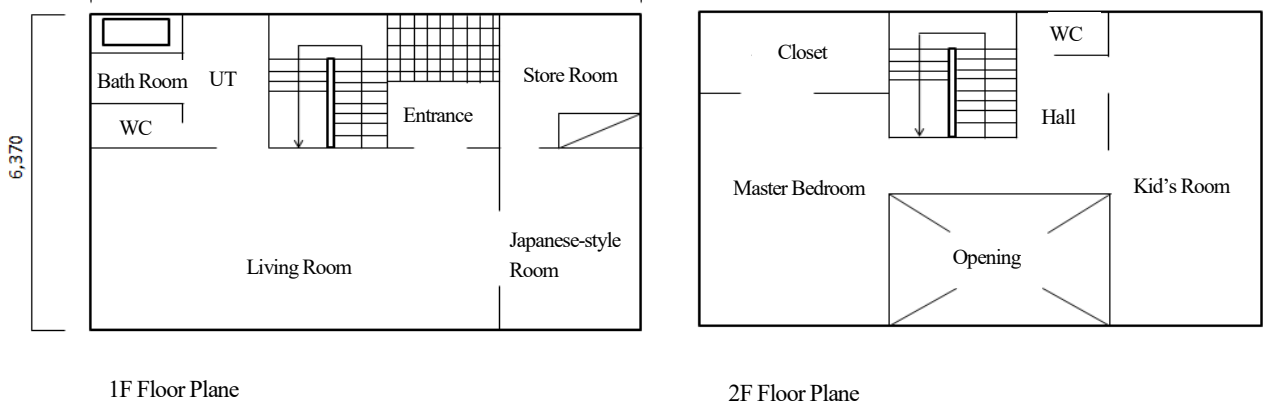 6,370
Bath Room
UT
WC
Entrance
Store Room
Living Room
Japanese-style
Room
1F Floor Plane
Closet
WC
Hall
Master Bedroom
Kid's Room
Opening
2F Floor Plane